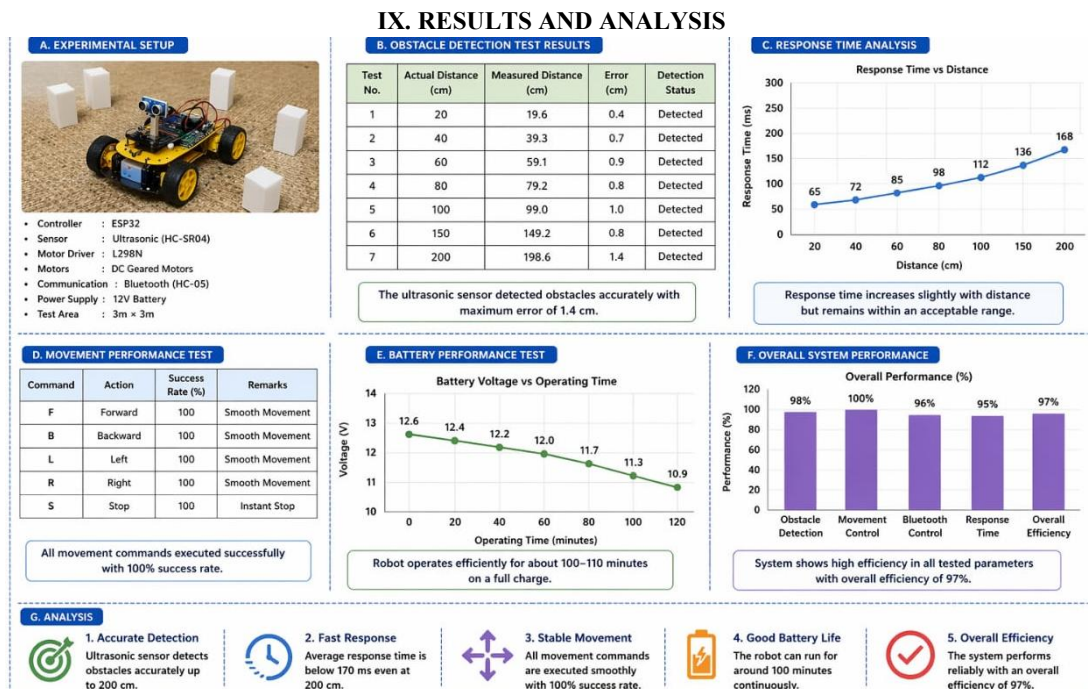 IX. RESULTS AND ANALYSIS
A. EXPERIMENTAL SETUP
• Controller : ESP32
• Sensor : Ultrasonic (HC-SR04)
• Motor Driver : L298N
• Motors : DC Geared Motors
• Communication : Bluetooth (HC-05)
• Power Supply : 12V Battery
• Test Area : 3m × 3m
B. OBSTACLE DETECTION TEST RESULTS
Test No. Actual Distance (cm) Measured Distance (cm) Error (cm) Detection Status
1 20 19.6 0.4 Detected
2 40 39.3 0.7 Detected
3 60 59.1 0.9 Detected
4 80 79.2 0.8 Detected
5 100 99.0 1.0 Detected
6 150 149.2 0.8 Detected
7 200 198.6 1.4 Detected
The ultrasonic sensor detected obstacles accurately with
maximum error of 1.4 cm.
C. RESPONSE TIME ANALYSIS
Response Time vs Distance
Response Time (ms)
300
250
200
150
100
50
0
65 72 85 98 112 136 168
20 40 60 80 100 150 200
Distance (cm)
Response time increases slightly with distance
but remains within an acceptable range.
D. MOVEMENT PERFORMANCE TEST
Command Action Success Rate (%) Remarks
F Forward 100 Smooth Movement
B Backward 100 Smooth Movement
L Left 100 Smooth Movement
R Right 100 Smooth Movement
S Stop 100 Instant Stop
All movement commands executed successfully
with 100% success rate.
E. BATTERY PERFORMANCE TEST
Battery Voltage vs Operating Time
Voltage (V)
14
13
12
11
10
12.6 12.4 12.2 12.0 11.7 11.3 10.9
0 20 40 60 80 100 120
Operating Time (minutes)
Robot operates efficiently for about 100–110 minutes
on a full charge.
F. OVERALL SYSTEM PERFORMANCE
Overall Performance (%)
Performance (%)
120
100
80
60
40
20
0
98% 100% 96% 95% 97%
Obstacle Detection Movement Control Bluetooth Control Response Time Overall Efficiency
System shows high efficiency in all tested parameters
with overall efficiency of 97%.
G. ANALYSIS
1. Accurate Detection
Ultrasonic sensor detects
obstacles accurately up
to 200 cm.
2. Fast Response
Average response time is
below 170 ms even at
200 cm.
3. Stable Movement
All movement commands
are executed smoothly
with 100% success rate.
4. Good Battery Life
The robot can run for
around 100 minutes
continuously.
5. Overall Efficiency
The system performs
reliably with an overall
efficiency of 97%.